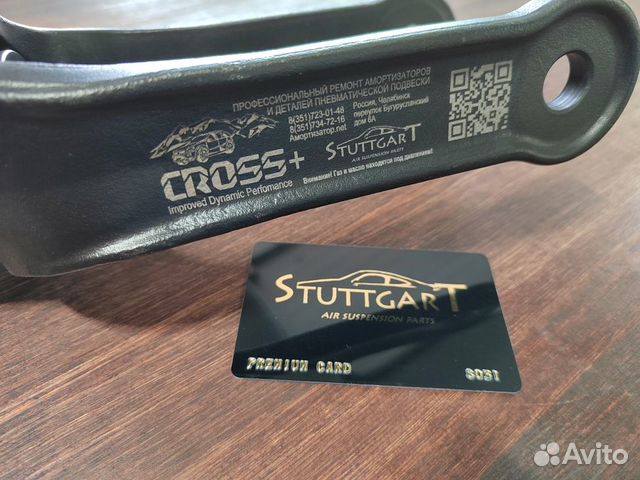 ПРОФЕССИОНАЛЬНЫЙ РЕМОНТ АМОРТИЗАТОРОВ
И ДЕТАЛЕЙ ПНЕВМАТИЧЕСКОЙ ПОДВЕСКИ
8(351)723-01-48
8(351)734-72-16
Амортизатор.net
Россия, Челябинск
переулок Бугурусланский
дом 6А
CROSS+
Improved Dynamic Perfomance
STUTTGART
AIR SUSPENSION PARTS
Внимание! Газ и масло находятся под давлением!
STUTTGART
AIR SUSPENSION PARTS
PREMIUM CARD
8031
Avito